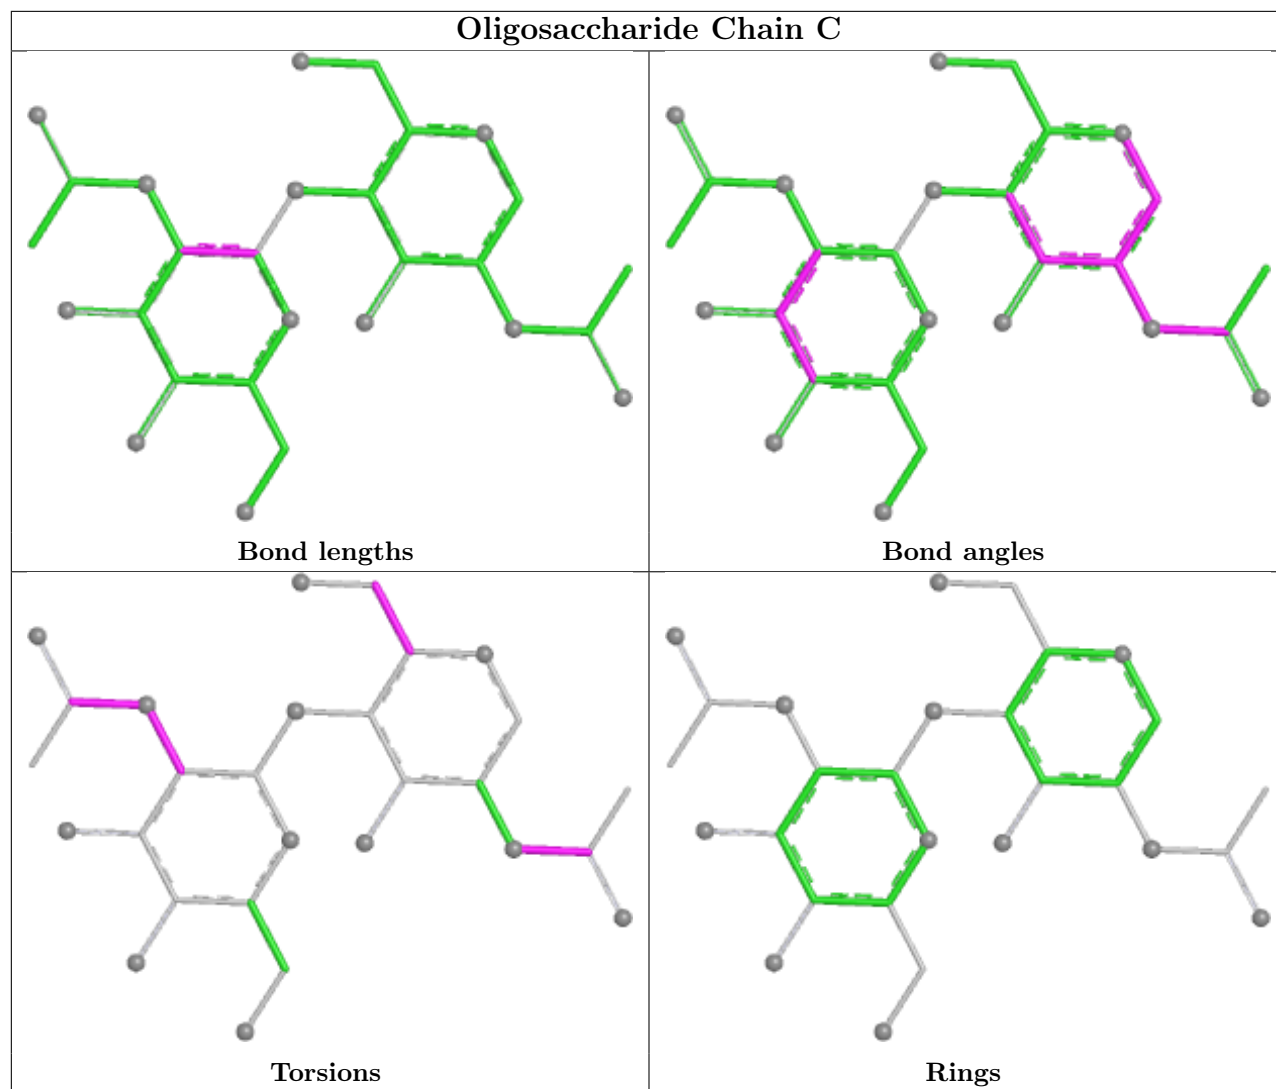 Oligosaccharide Chain C
Bond lengths
Bond angles
Torsions
Rings